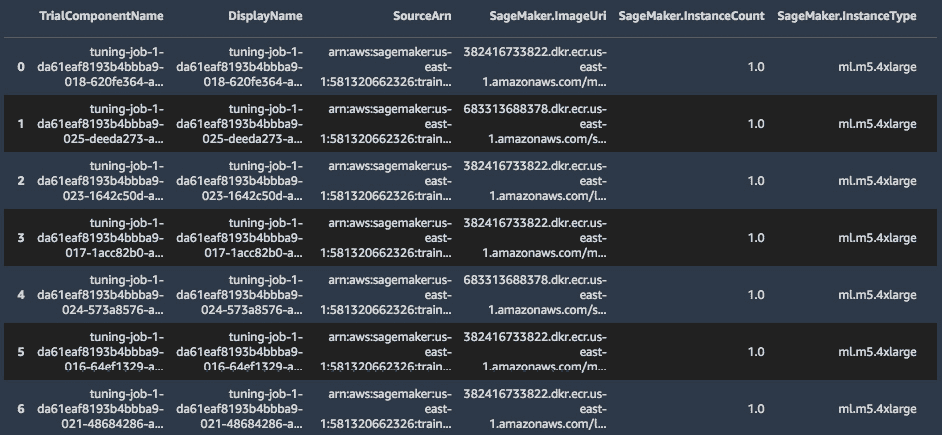 TrialComponentName DisplayName SourceArn SageMaker.ImageUri SageMaker.InstanceCount SageMaker.InstanceType
tuning-job-1- tuning-job-1- arn:aws:sagemaker:us- 382416733822.dkr.ecr.us-
0 da61eaf8193b4bbba9- da61eaf8193b4bbba9- east- east- 1.0 ml.m5.4xlarge
018-620fe364-a... 018-620fe364-a... 1:581320662326:train... 1.amazonaws.com/m...
tuning-job-1- tuning-job-1- arn:aws:sagemaker:us- 683313688378.dkr.ecr.us-
1 da61eaf8193b4bbba9- da61eaf8193b4bbba9- east- east- 1.0 ml.m5.4xlarge
025-deeda273-a... 025-deeda273-a... 1:581320662326:train... 1.amazonaws.com/s...
tuning-job-1- tuning-job-1- arn:aws:sagemaker:us- 382416733822.dkr.ecr.us-
2 da61eaf8193b4bbba9- da61eaf8193b4bbba9- east- east- 1.0 ml.m5.4xlarge
023-1642c50d-a... 023-1642c50d-a... 1:581320662326:train... 1.amazonaws.com/l...
tuning-job-1- tuning-job-1- arn:aws:sagemaker:us- 382416733822.dkr.ecr.us-
3 da61eaf8193b4bbba9- da61eaf8193b4bbba9- east- east- 1.0 ml.m5.4xlarge
017-1acc82b0-a... 017-1acc82b0-a... 1:581320662326:train... 1.amazonaws.com/m...
tuning-job-1- tuning-job-1- arn:aws:sagemaker:us- 683313688378.dkr.ecr.us-
4 da61eaf8193b4bbba9- da61eaf8193b4bbba9- east- east- 1.0 ml.m5.4xlarge
024-573a8576-a... 024-573a8576-a... 1:581320662326:train... 1.amazonaws.com/s...
tuning-job-1- tuning-job-1- arn:aws:sagemaker:us- 382416733822.dkr.ecr.us-
5 da61eaf8193b4bbba9- da61eaf8193b4bbba9- east- east- 1.0 ml.m5.4xlarge
016-64ef1329-a... 016-64ef1329-a... 1:581320662326:train... 1.amazonaws.com/m...
tuning-job-1- tuning-job-1- arn:aws:sagemaker:us- 382416733822.dkr.ecr.us-
6 da61eaf8193b4bbba9- da61eaf8193b4bbba9- east- east- 1.0 ml.m5.4xlarge
021-48684286-a... 021-48684286-a... 1:581320662326:train... 1.amazonaws.com/l...